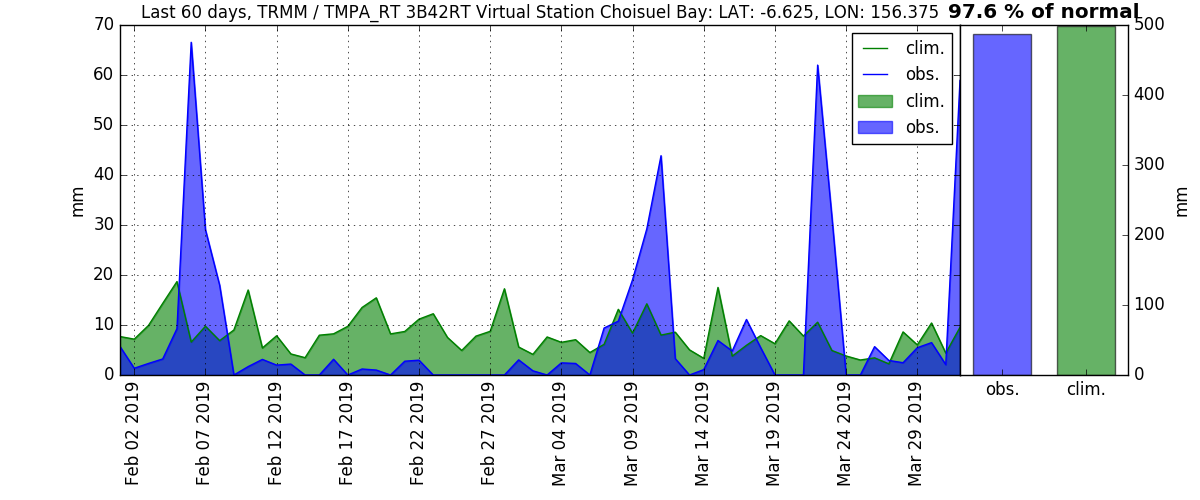 Last 60 days, TRMM / TMPA_RT 3B42RT Virtual Station Choisuel Bay: LAT: -6.625, LON: 156.375 97.6 % of normal
70
60
50
40
30
20
10
0
mm
clim.
obs.
clim.
obs.
500
400
300
200
100
0
mm
obs. clim.
Feb 02 2019
Feb 07 2019
Feb 12 2019
Feb 17 2019
Feb 22 2019
Feb 27 2019
Mar 04 2019
Mar 09 2019
Mar 14 2019
Mar 19 2019
Mar 24 2019
Mar 29 2019